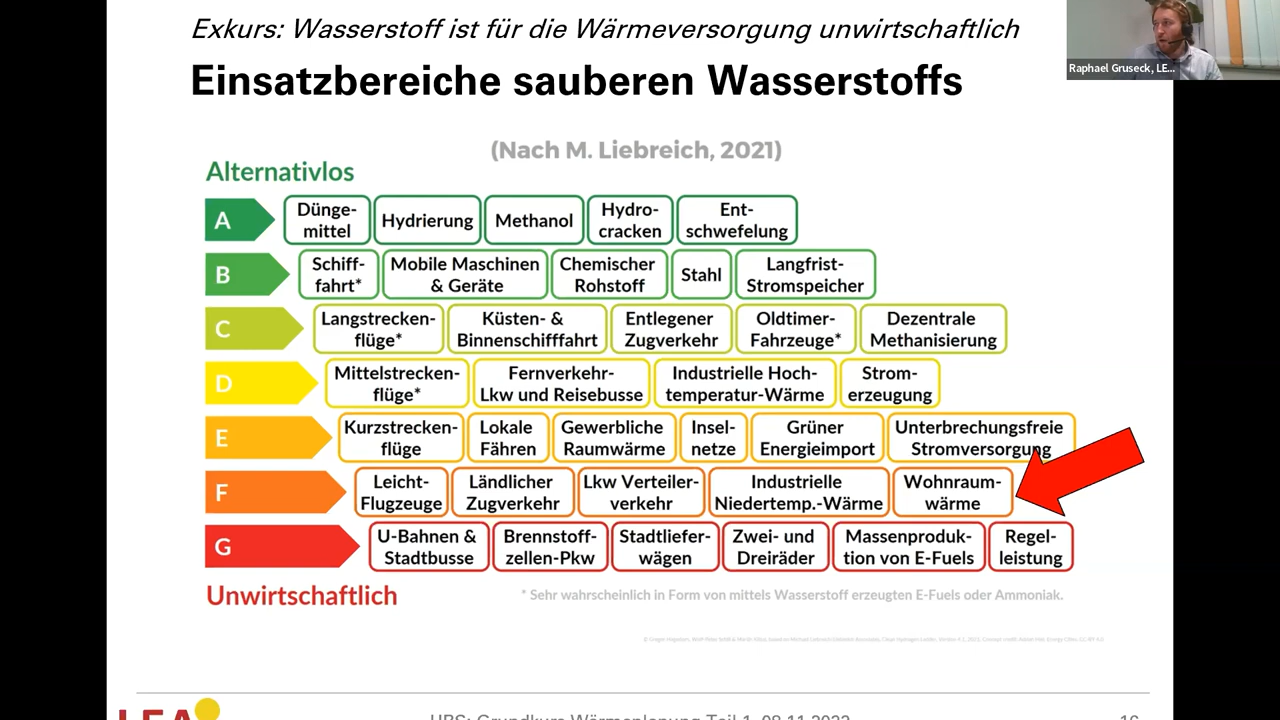 Exkurs: Wasserstoff ist für die Wärmeversorgung unwirtschaftlich
Raphael Gruseck, LE...
Einsatzbereiche sauberen Wasserstoffs
(Nach M. Liebreich, 2021)
Alternativlos
A
Dünge-
mittel
Hydrierung
Methanol
Hydro-
cracken
Ent-
schwefelung
B
Schiff-
fahrt*
Mobile Maschinen
& Geräte
Chemischer
Rohstoff
Stahl
Langfrist-
Stromspeicher
C
Langstrecken-
flüge*
Küsten- &
Binnenschifffahrt
Entlegener
Zugverkehr
Oldtimer-
Fahrzeuge*
Dezentrale
Methanisierung
D
Mittelstrecken-
flüge*
Fernverkehr-
Lkw und Reisebusse
Industrielle Hoch-
temperatur-Wärme
Strom-
erzeugung
E
Kurzstrecken-
flüge
Lokale
Fähren
Gewerbliche
Raumwärme
Insel-
netze
Grüner
Energieimport
Unterbrechungsfreie
Stromversorgung
F
Leicht-
Flugzeuge
Ländlicher
Zugverkehr
Lkw Verteiler-
verkehr
Industrielle
Niedertemp.-Wärme
Wohnraum-
wärme
G
U-Bahnen &
Stadtbusse
Brennstoff-
zellen-Pkw
Stadtliefer-
wägen
Zwei- und
Dreiräder
Massenproduk-
tion von E-Fuels
Regel-
leistung
Unwirtschaftlich
* Sehr wahrscheinlich in Form von mittels Wasserstoff erzeugten E-Fuels oder Ammoniak.
LEA
UBS: Grundkurs Wärmeplanung Teil 1, 08.11.2023
16